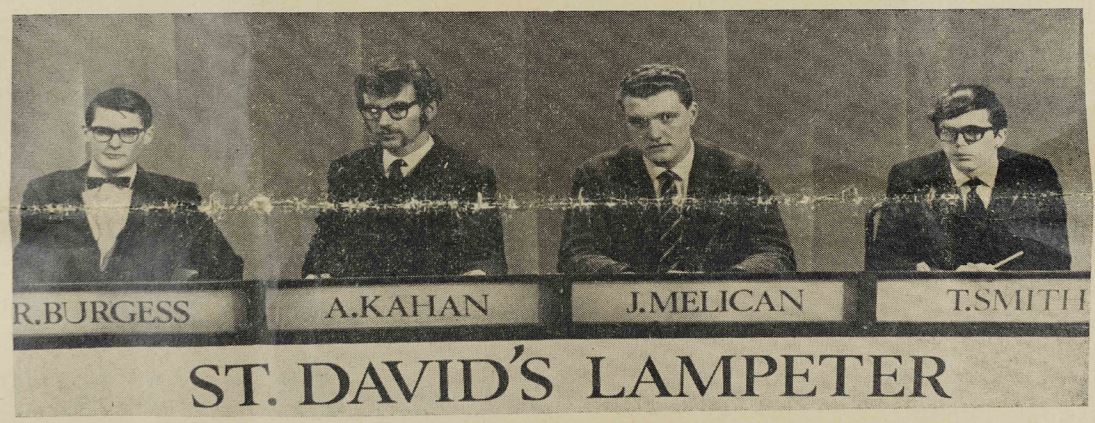 R.BURGESS A.KAHAN J.MELICAN T.SMITH
ST. DAVID'S LAMPETER